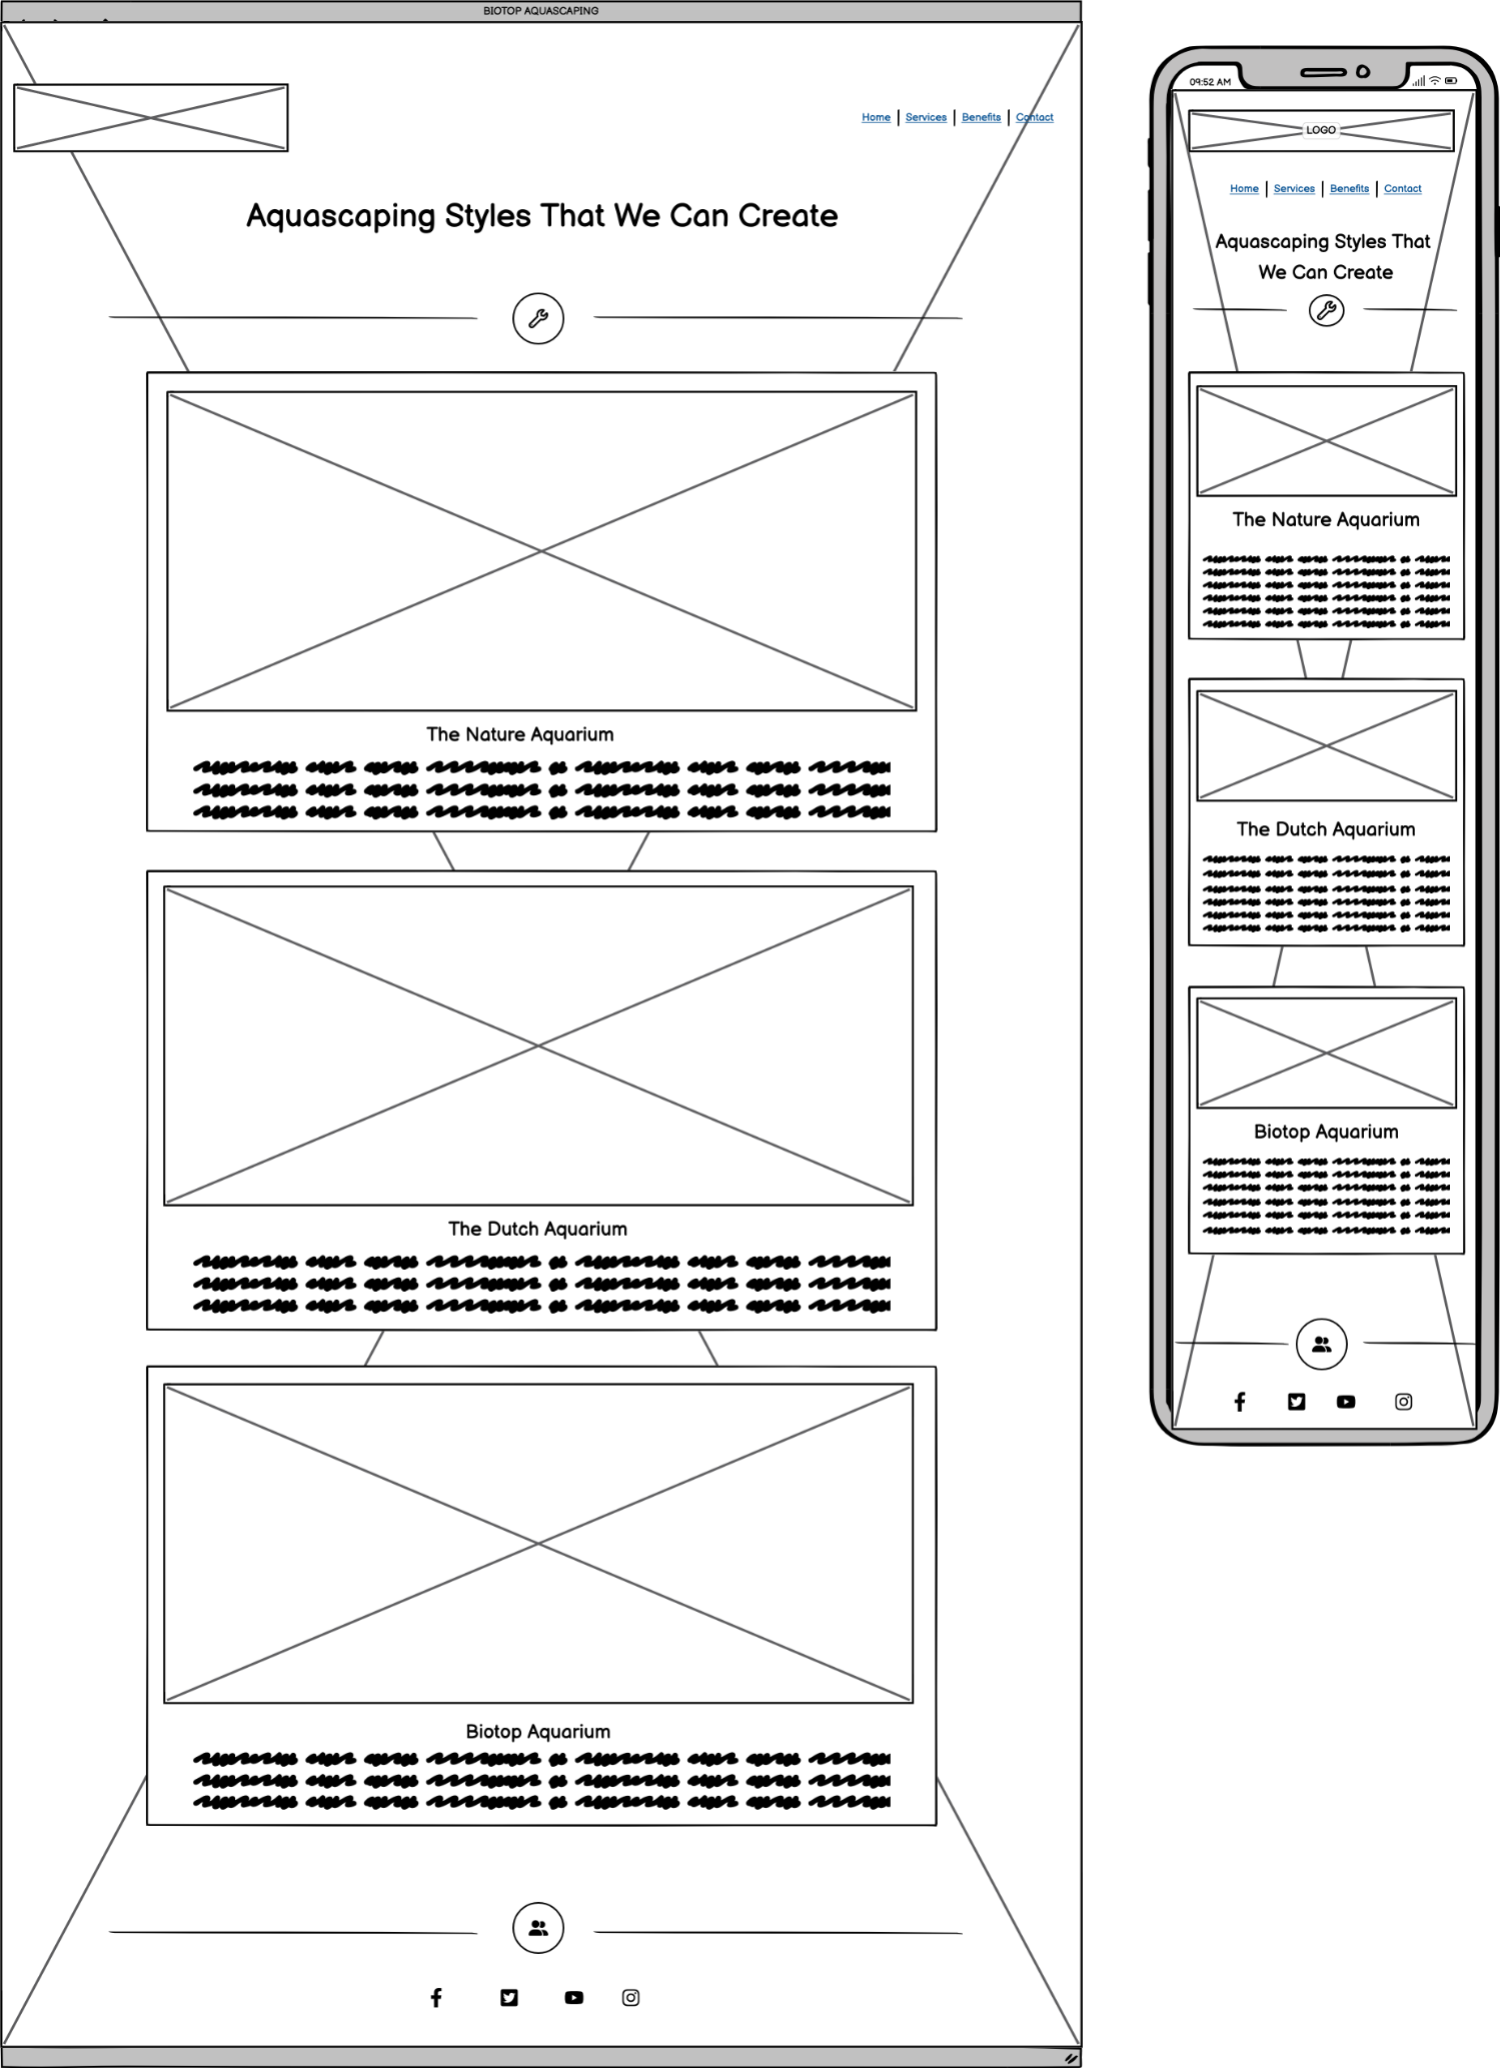 BIOTOP AQUASCAPING
Home | Services | Benefits | Contact
Aquascaping Styles That We Can Create
The Nature Aquarium
The Dutch Aquarium
Biotop Aquarium
09:52 AM
LOGO
Home | Services | Benefits | Contact
Aquascaping Styles That
We Can Create
The Nature Aquarium
The Dutch Aquarium
Biotop Aquarium